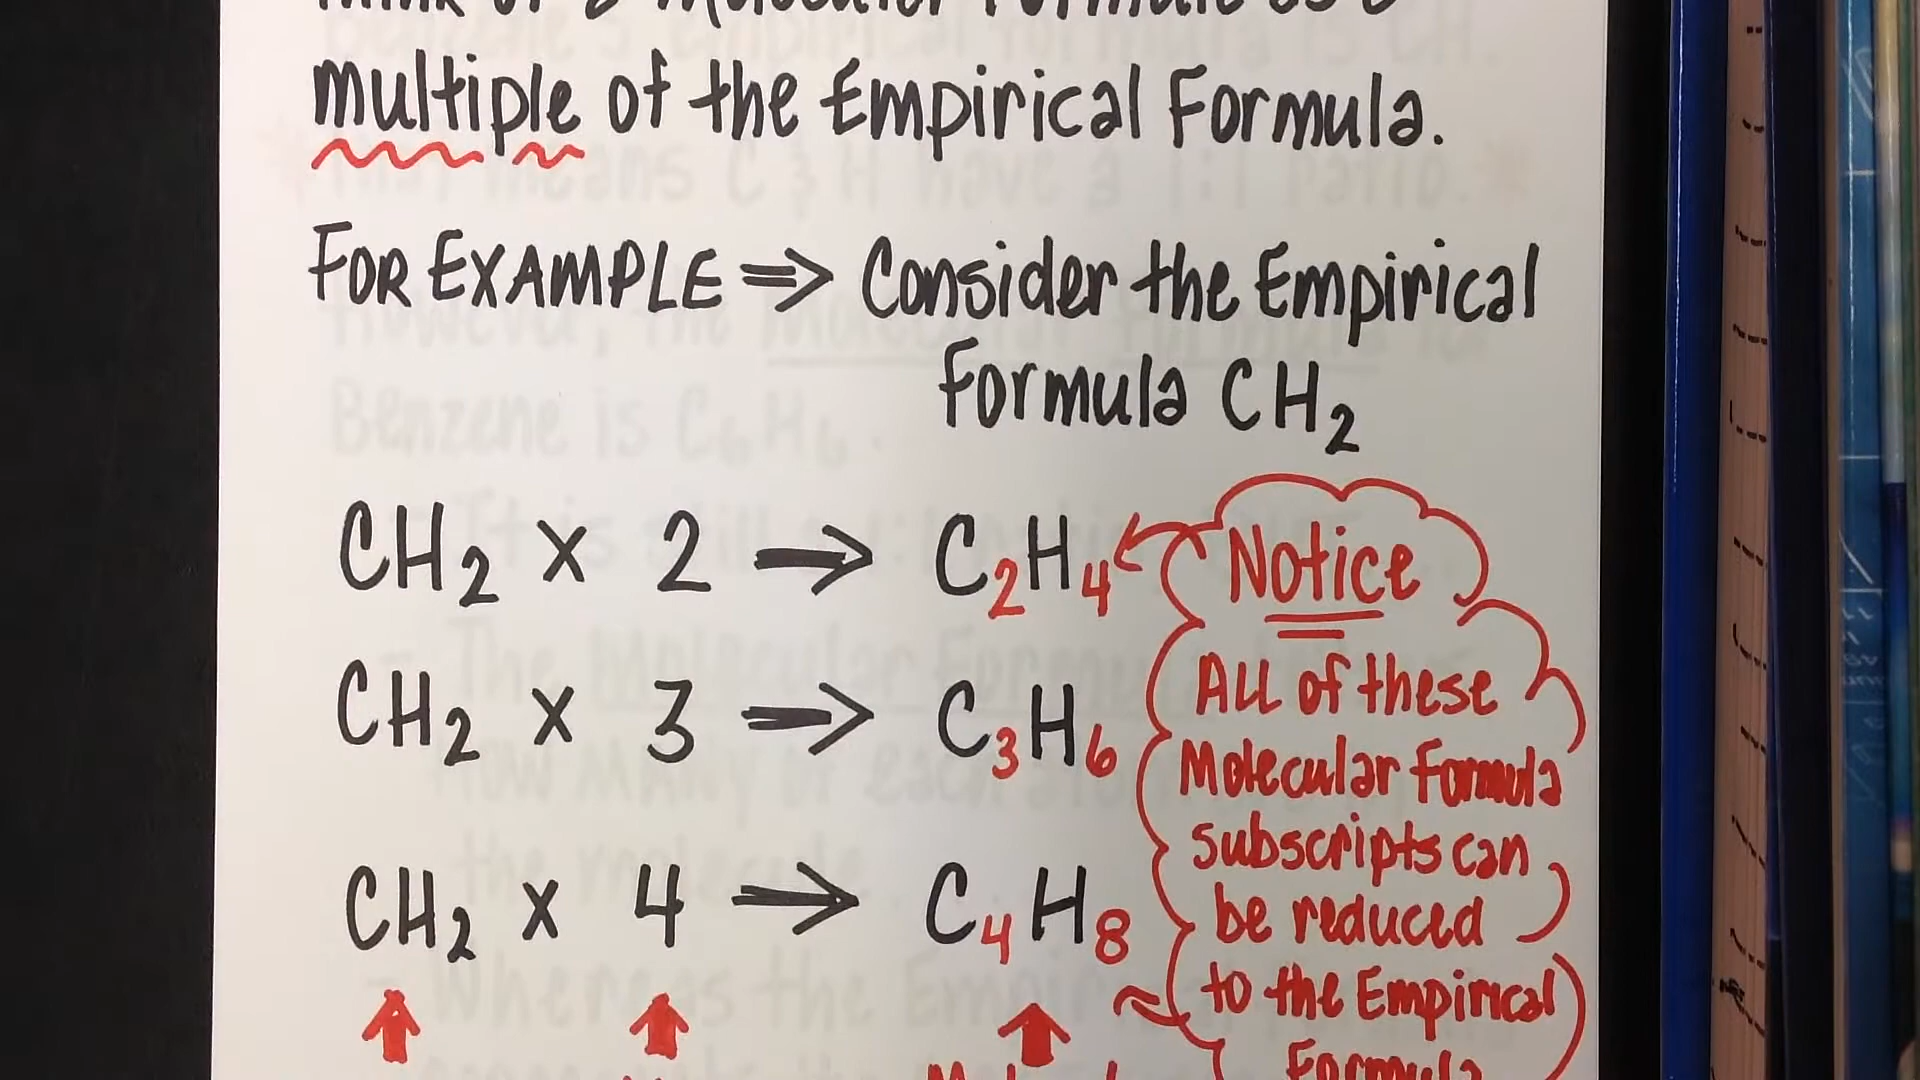 multiple of the Empirical Formula.
FOR EXAMPLE ⇒ Consider the Empirical
Formula CH₂
CH₂ x 2 → C₂H₄
CH₂ x 3 → C₃H₆
CH₂ x 4 → C₄H₈
Notice
ALL of these
Molecular Formula
subscripts can
be reduced
to the Empirical
Formula